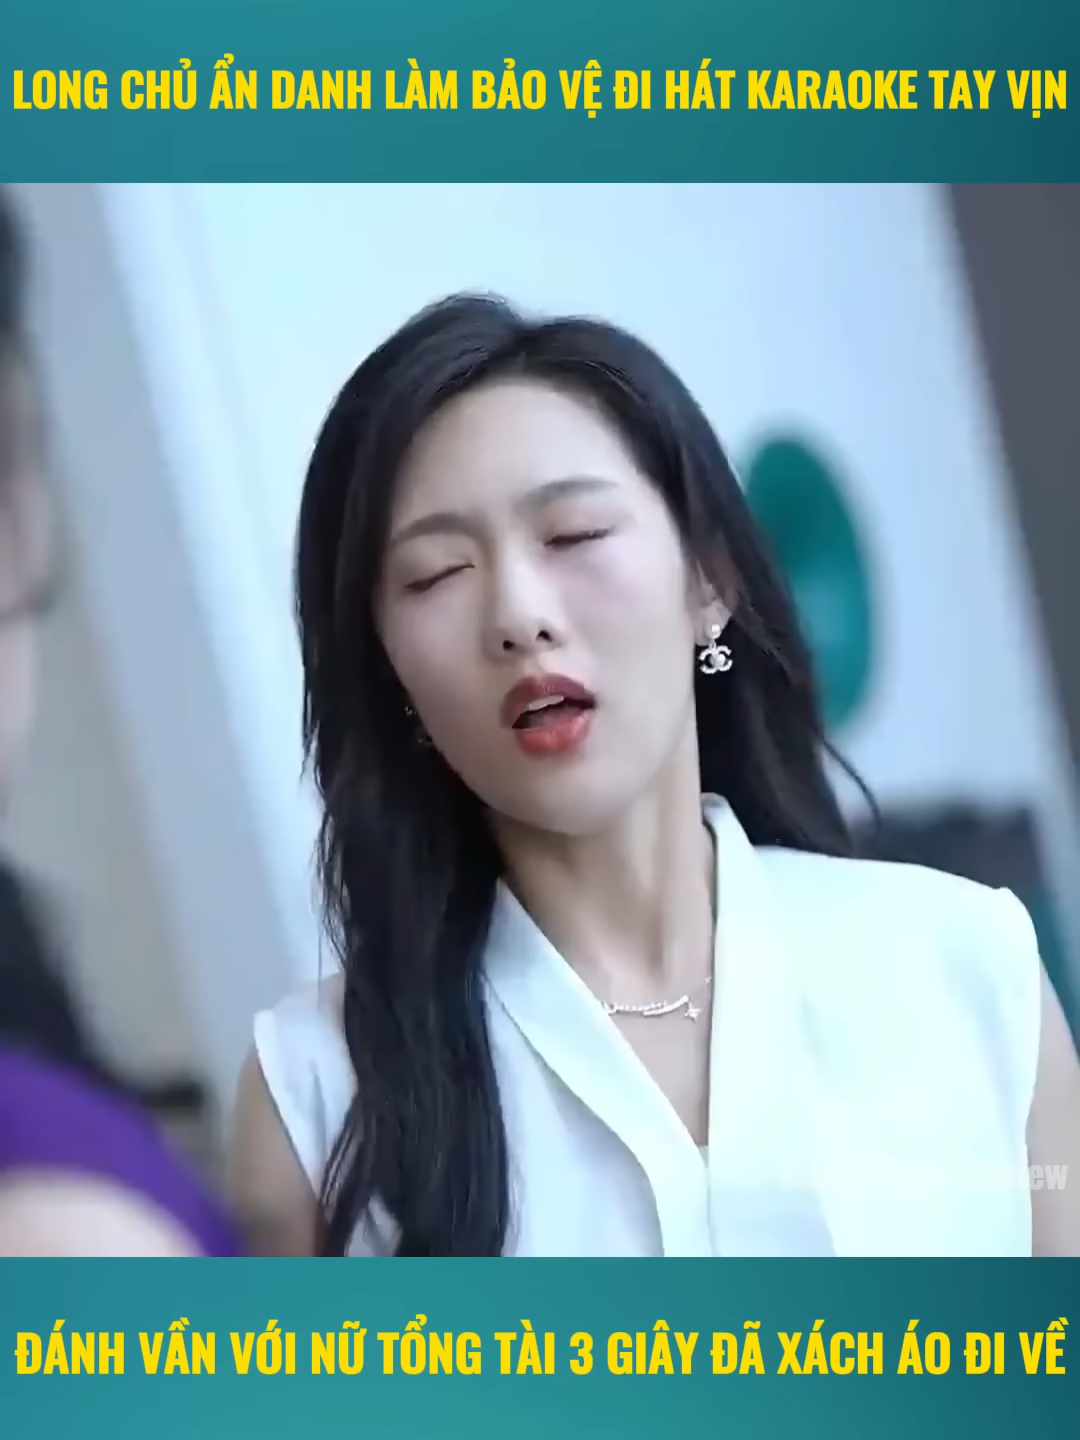 LONG CHỦ ẨN DANH LÀM BẢO VỆ ĐI HÁT KARAOKE TAY VỊN
ĐÁNH VẦN VỚI NỮ TỔNG TÀI 3 GIÂY ĐÃ XÁCH ÁO ĐI VỀ